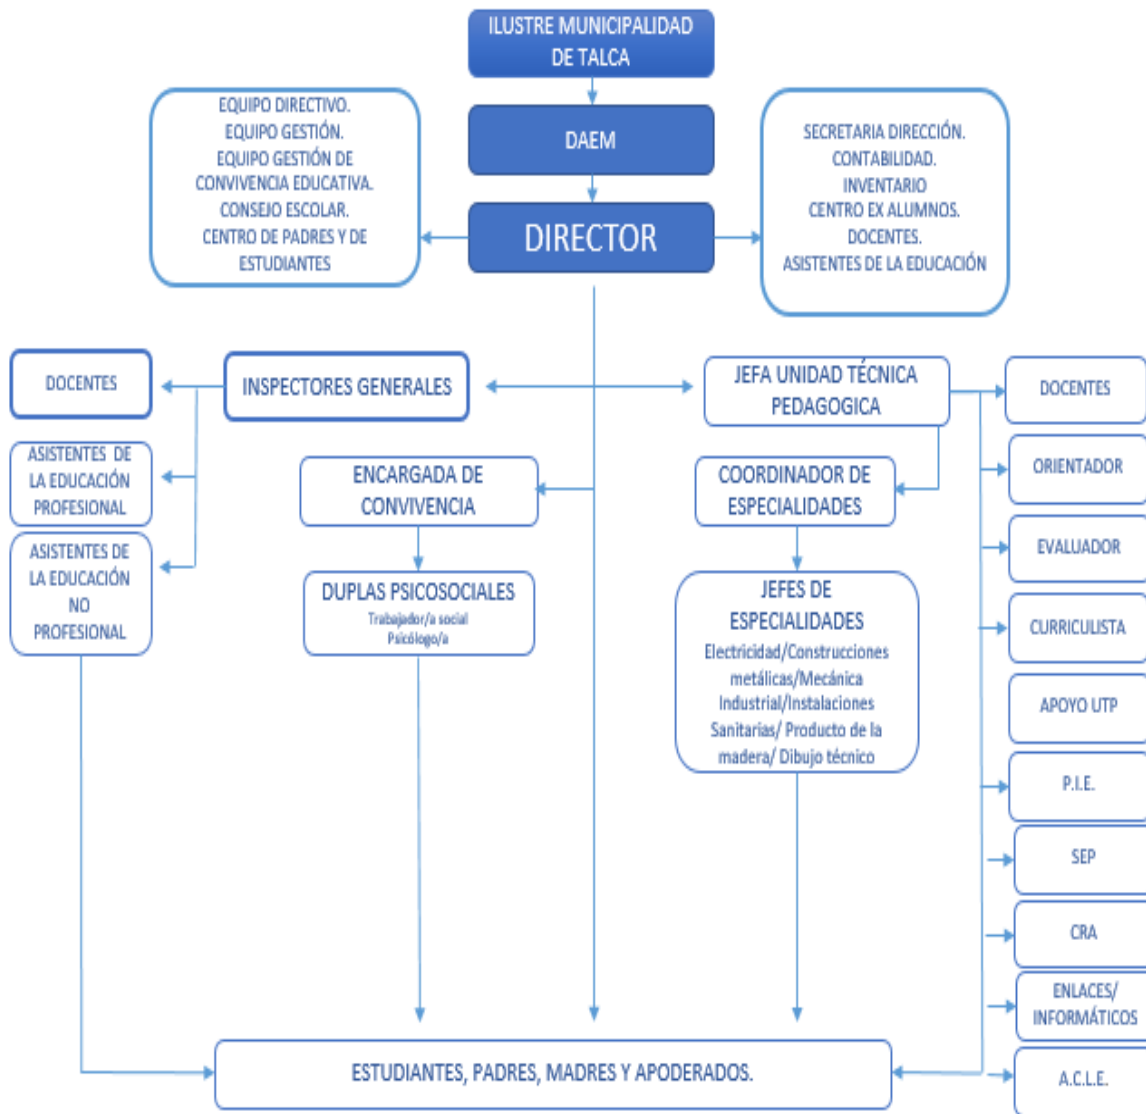 ILUSTRE MUNICIPALIDAD
DE TALCA
EQUIPO DIRECTIVO.
EQUIPO GESTIÓN.
EQUIPO GESTIÓN DE
CONVIVENCIA EDUCATIVA.
CONSEJO ESCOLAR.
CENTRO DE PADRES Y DE
ESTUDIANTES
DAEM
DIRECTOR
SECRETARIA DIRECCIÓN.
CONTABILIDAD.
INVENTARIO
CENTRO EX ALUMNOS.
DOCENTES.
ASISTENTES DE LA EDUCACIÓN
DOCENTES
INSPECTORES GENERALES
JEFA UNIDAD TÉCNICA
PEDAGOGICA
DOCENTES
ASISTENTES DE
LA EDUCACIÓN
PROFESIONAL
ENCARGADA DE
CONVIVENCIA
COORDINADOR DE
ESPECIALIDADES
ORIENTADOR
ASISTENTES DE
LA EDUCACIÓN
NO
PROFESIONAL
DUPLAS PSICOSOCIALES
Trabajador/a social
Psicólogo/a
JEFES DE
ESPECIALIDADES
Electricidad/Construcciones
metálicas/Mecánica
Industrial/Instalaciones
Sanitarias/ Producto de la
madera/ Dibujo técnico
EVALUADOR
CURRICULISTA
APOYO UTP
P.I.E.
SEP
CRA
ENLACES/
INFORMÁTICOS
A.C.L.E.
ESTUDIANTES, PADRES, MADRES Y APODERADOS.